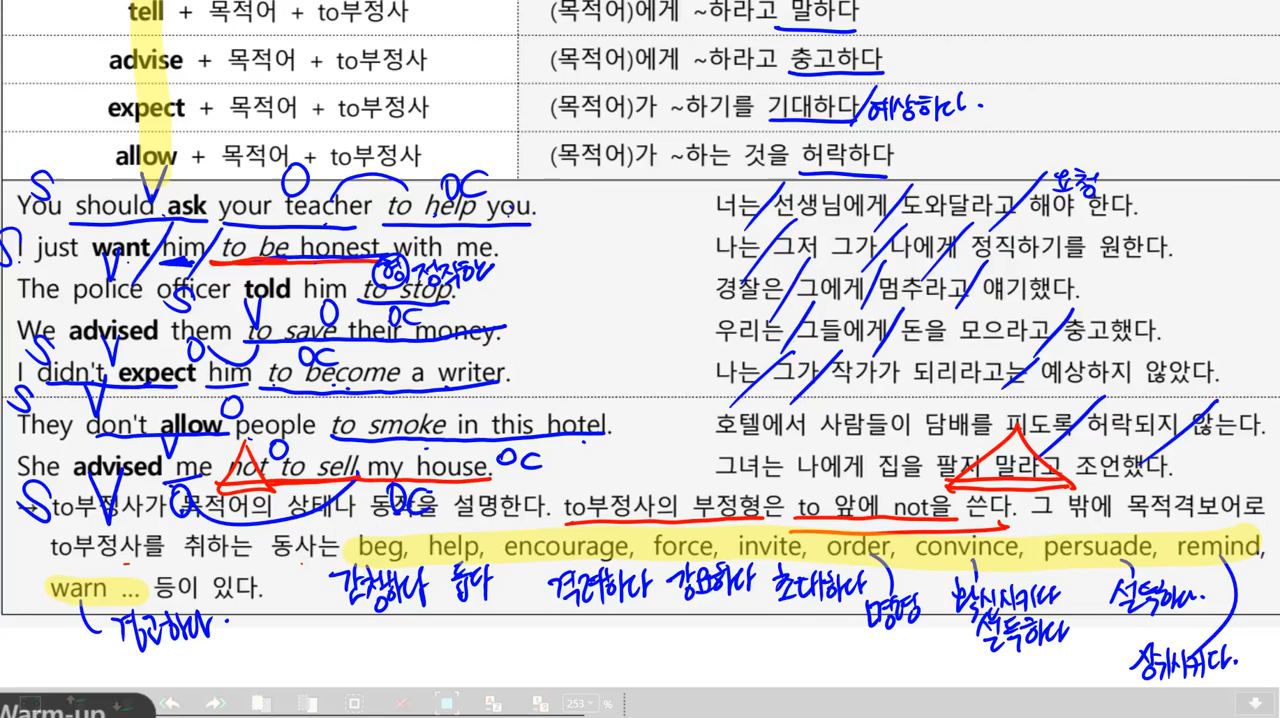 tell + 목적어 + to부정사 (목적어)에게 ~하라고 말하다
advise + 목적어 + to부정사 (목적어)에게 ~하라고 충고하다
expect + 목적어 + to부정사 (목적어)가 ~하기를 기대하다/예상하다.
allow + 목적어 + to부정사 (목적어)가 ~하는 것을 허락하다
S V O OC 요청
You should ask your teacher to help you. 너는 선생님에게 도와달라고 해야 한다.
S I just want him to be honest with me. 나는 그저 그가 나에게 정직하기를 원한다.
V 형 정직한
The police officer told him to stop. 경찰은 그에게 멈추라고 얘기했다.
S V O OC
We advised them to save their money. 우리는 그들에게 돈을 모으라고 충고했다.
S V O OC
I didn't expect him to become a writer. 나는 그가 작가가 되리라고는 예상하지 않았다.
S V O
They don't allow people to smoke in this hotel. 호텔에서 사람들이 담배를 피도록 허락되지 않는다.
V O OC
She advised me not to sell my house. 그녀는 나에게 집을 팔지 말라고 조언했다.
S V O OC
→ to부정사가 목적어의 상태나 동작을 설명한다. to부정사의 부정형은 to 앞에 not을 쓴다. 그 밖에 목적격보어로
to부정사를 취하는 동사는 beg, help, encourage, force, invite, order, convince, persuade, remind,
warn ... 등이 있다.
간청하다 돕다 격려하다 강요하다 초대하다 명령 확신시키다 설득하다.
경고하다. 설득하다
상기시키다.
Warm-up
253 %